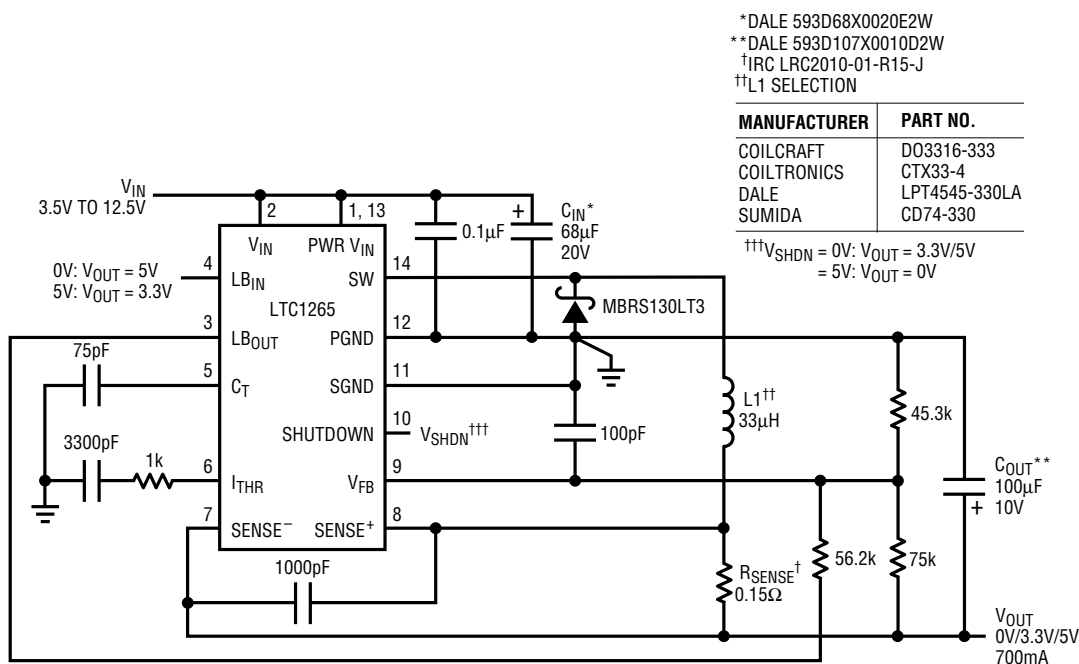 *DALE 593D68X0020E2W
**DALE 593D107X0010D2W
†IRC LRC2010-01-R15-J
††L1 SELECTION
MANUFACTURER PART NO.
COILCRAFT DO3316-333
COILTRONICS CTX33-4
DALE LPT4545-330LA
SUMIDA CD74-330
†††VSHDN = 0V: VOUT = 3.3V/5V
= 5V: VOUT = 0V
VIN
3.5V TO 12.5V
2
1, 13
0.1µF
+
CIN*
68µF
20V
VIN
PWR VIN
0V: VOUT = 5V
5V: VOUT = 3.3V
4
LBIN
SW
14
LTC1265
MBRS130LT3
3
LBOUT
PGND
12
75pF
5
CT
SGND
11
L1††
33µH
45.3k
SHUTDOWN
10
VSHDN†††
100pF
3300pF
1k
6
ITHR
VFB
9
COUT**
100µF
10V
+
7
SENSE–
SENSE+
8
1000pF
RSENSE†
0.15Ω
56.2k
75k
VOUT
0V/3.3V/5V
700mA